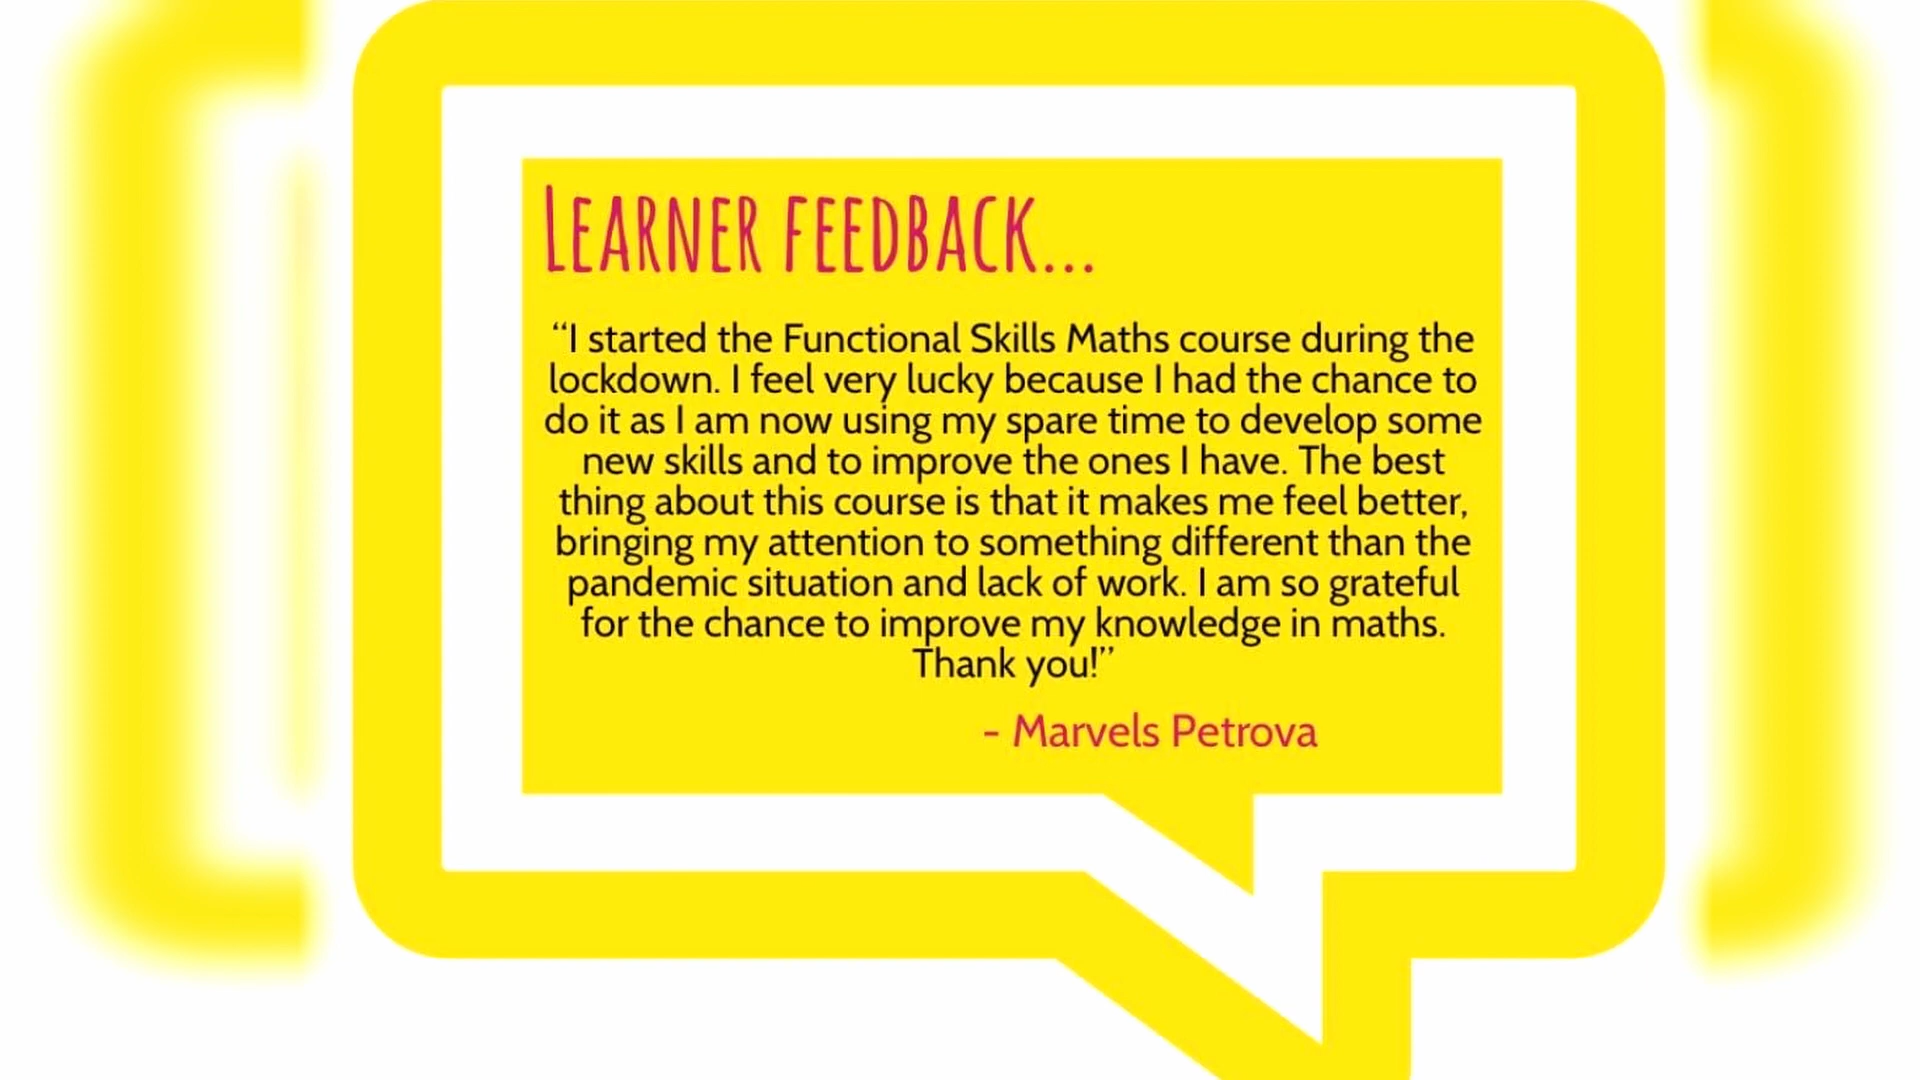 LEARNER FEEDBACK...
“I started the Functional Skills Maths course during the
lockdown. I feel very lucky because I had the chance to
do it as I am now using my spare time to develop some
new skills and to improve the ones I have. The best
thing about this course is that it makes me feel better,
bringing my attention to something different than the
pandemic situation and lack of work. I am so grateful
for the chance to improve my knowledge in maths.
Thank you!”
- Marvels Petrova